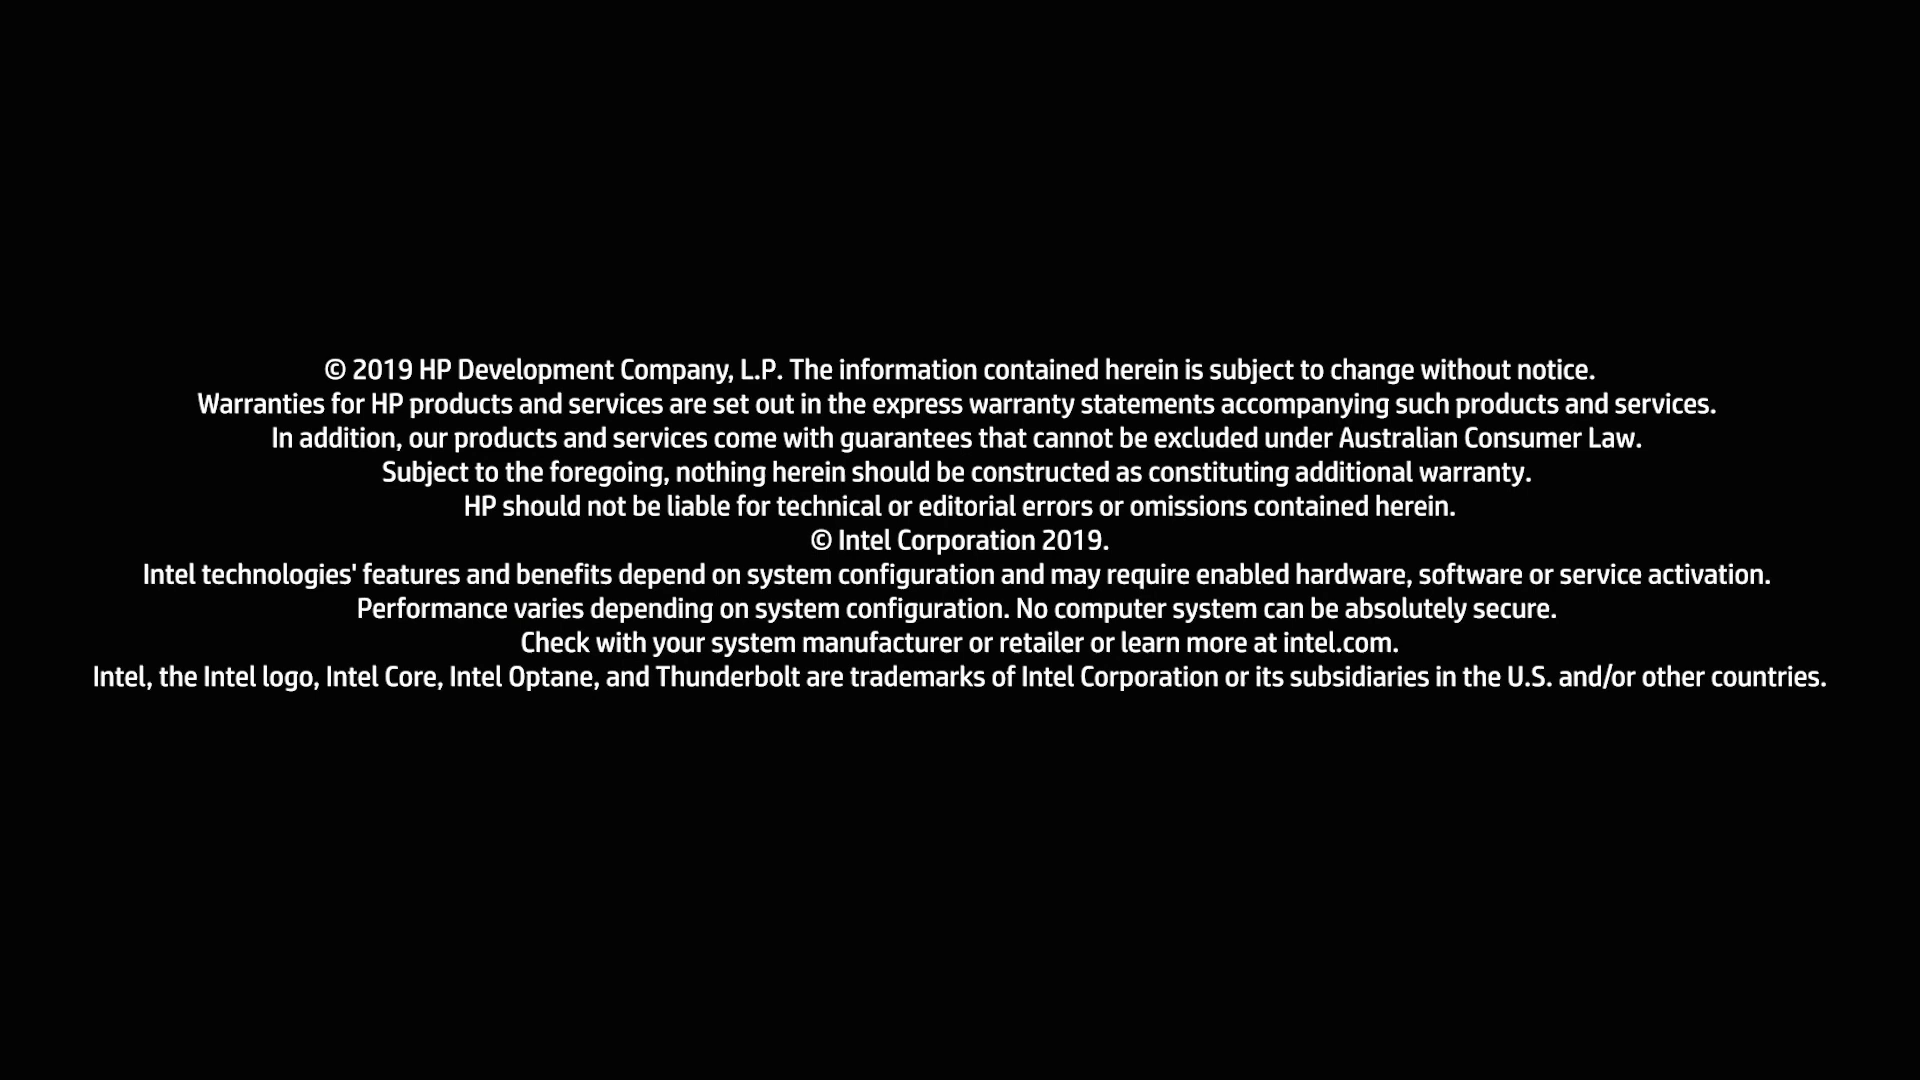 © 2019 HP Development Company, L.P. The information contained herein is subject to change without notice.
Warranties for HP products and services are set out in the express warranty statements accompanying such products and services.
In addition, our products and services come with guarantees that cannot be excluded under Australian Consumer Law.
Subject to the foregoing, nothing herein should be constructed as constituting additional warranty.
HP should not be liable for technical or editorial errors or omissions contained herein.
© Intel Corporation 2019.
Intel technologies' features and benefits depend on system configuration and may require enabled hardware, software or service activation.
Performance varies depending on system configuration. No computer system can be absolutely secure.
Check with your system manufacturer or retailer or learn more at intel.com.
Intel, the Intel logo, Intel Core, Intel Optane, and Thunderbolt are trademarks of Intel Corporation or its subsidiaries in the U.S. and/or other countries.